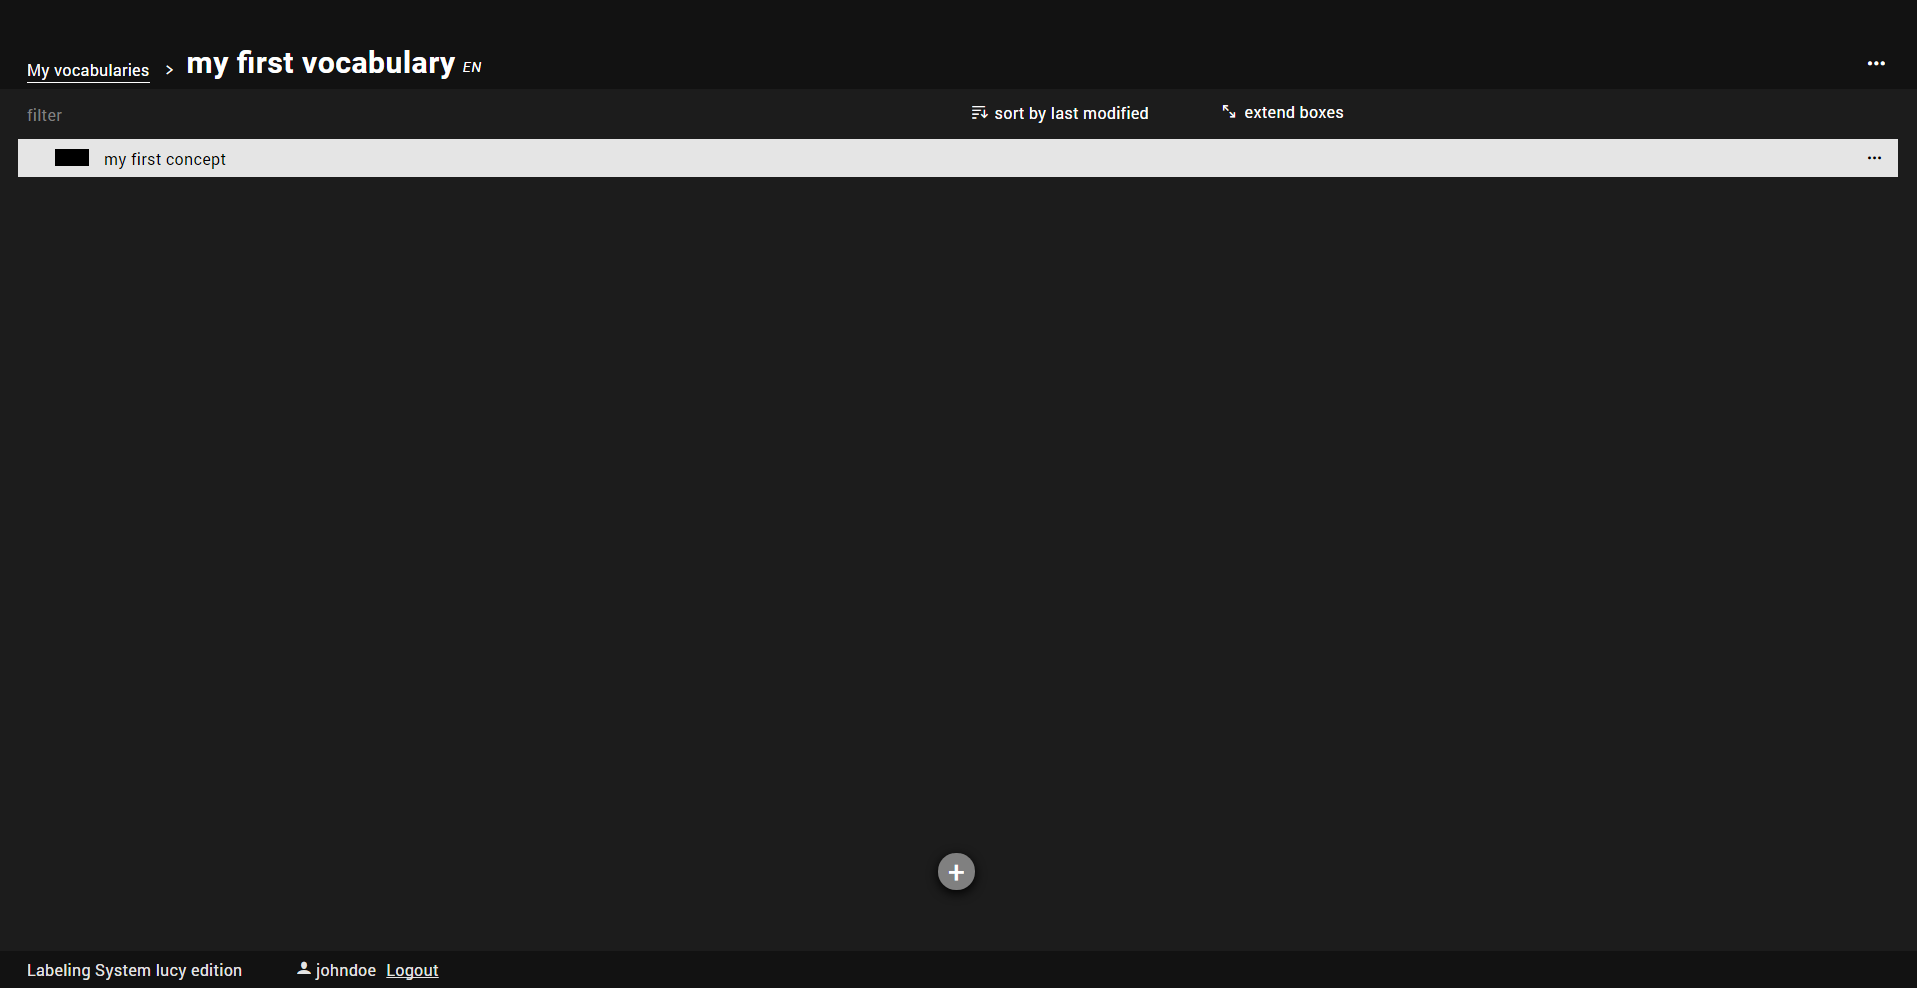 My vocabularies > my first vocabulary EN
filter sort by last modified extend boxes
my first concept
Labeling System lucy edition johndoe Logout